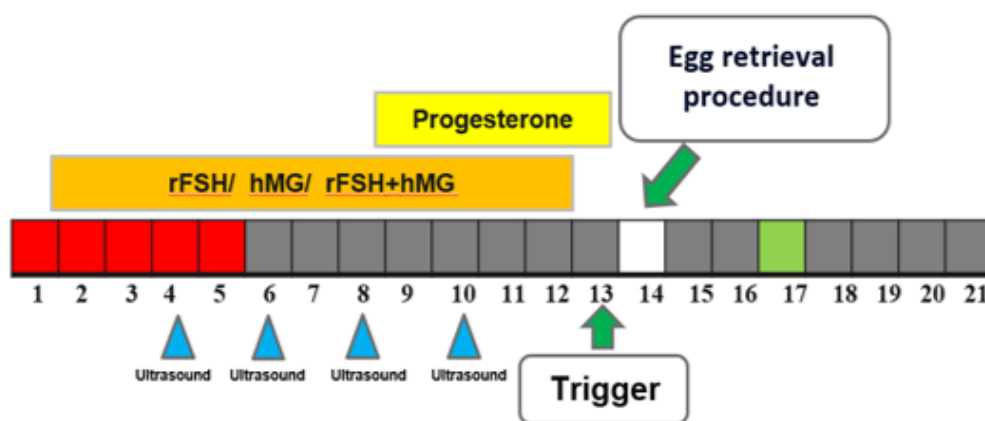 Egg retrieval
procedure
Progesterone
rFSH/ hMG/ rFSH+hMG
1 2 3 4 5 6 7 8 9 10 11 12 13 14 15 16 17 18 19 20 21
Ultrasound Ultrasound Ultrasound Ultrasound
Trigger